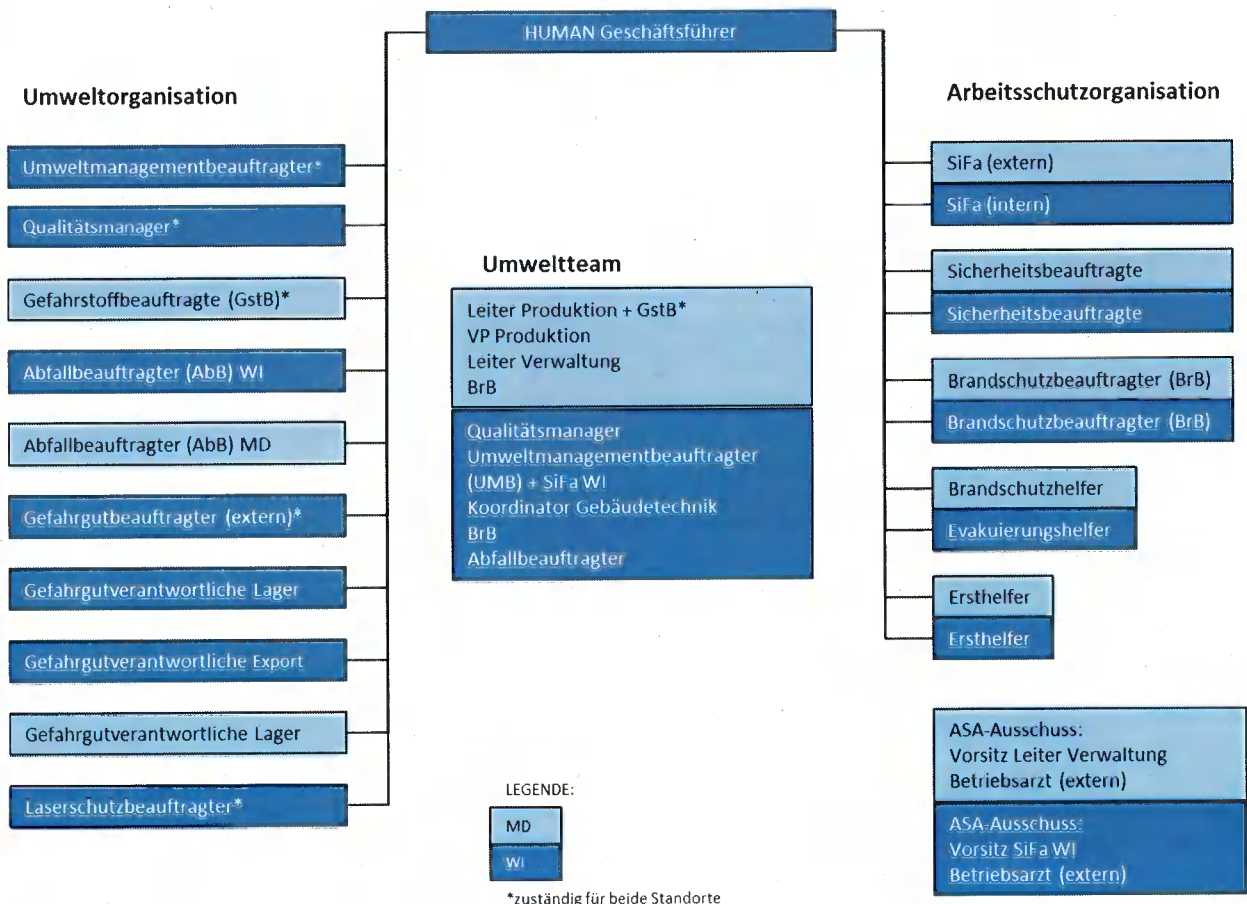 HUMAN Geschäftsführer
Umweltorganisation
Umweltmanagementbeauftragter*
Qualitätsmanager*
Gefahrstoffbeauftragte (GstB)*
Abfallbeauftragter (AbB) WI
Abfallbeauftragter (AbB) MD
Gefahrgutbeauftragter (extern)*
Gefahrgutverantwortliche Lager
Gefahrgutverantwortliche Export
Gefahrgutverantwortliche Lager
Laserschutzbeauftragter*
Umweltteam
Leiter Produktion + GstB*
VP Produktion
Leiter Verwaltung
BrB
Qualitätsmanager
Umweltmanagementbeauftragter
(UMB) + SiFa WI
Koordinator Gebäudetechnik
BrB
Abfallbeauftragter
LEGENDE:
MD
WI
*zuständig für beide Standorte
Arbeitsschutzorganisation
SiFa (extern)
SiFa (intern)
Sicherheitsbeauftragte
Sicherheitsbeauftragte
Brandschutzbeauftragter (BrB)
Brandschutzbeauftragter (BrB)
Brandschutzhelfer
Evakuierungshelfer
Ersthelfer
Ersthelfer
ASA-Ausschuss:
Vorsitz Leiter Verwaltung
Betriebsarzt (extern)
ASA-Ausschuss:
Vorsitz SiFa WI
Betriebsarzt (extern)